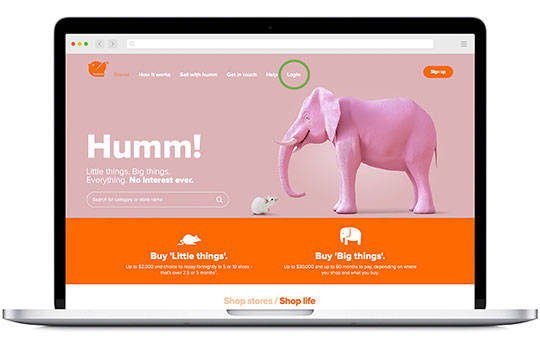 Stores How it works Sell with humm Get in touch Help Login Sign up
Humm!
Little things. Big things.
Everything. No interest ever.
Search for category or store name
Buy 'Little things'.
Up to $2,000 and choice to repay fortnightly in 5 or 10 slices -
that's over 2.5 or 5 months*.
Buy 'Big things'.
Up to $30,000 and up to 60 months to pay, depending on where
you shop and what you buy.
Shop stores / Shop life